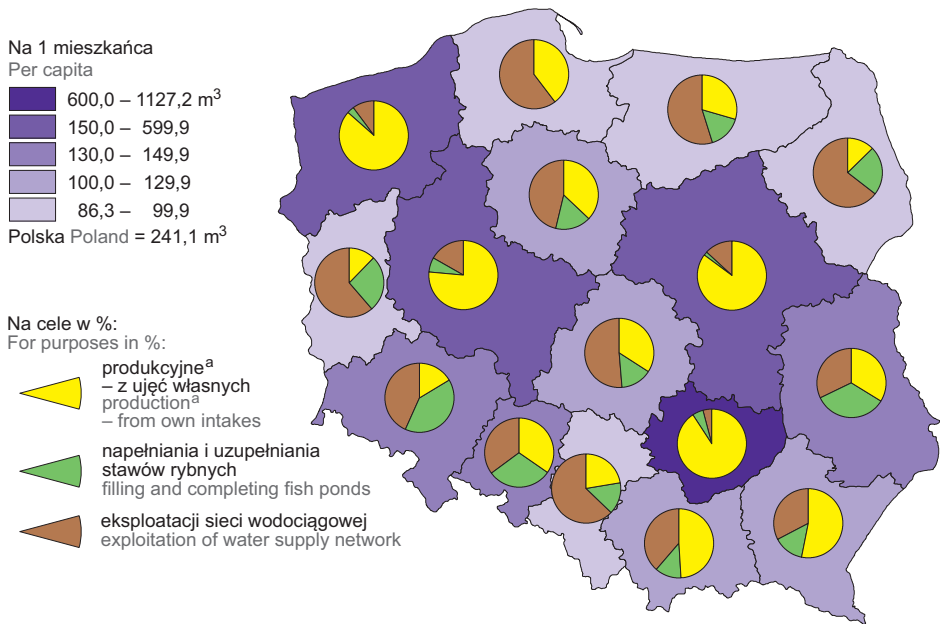 Na 1 mieszkańca
Per capita
600,0 – 1127,2 m³
150,0 – 599,9
130,0 – 149,9
100,0 – 129,9
86,3 – 99,9
Polska Poland = 241,1 m³
Na cele w %:
For purposes in %:
produkcyjneᵃ
– z ujęć własnych
productionᵃ
– from own intakes
napełniania i uzupełniania
stawów rybnych
filling and completing fish ponds
eksploatacji sieci wodociągowej
exploitation of water supply network